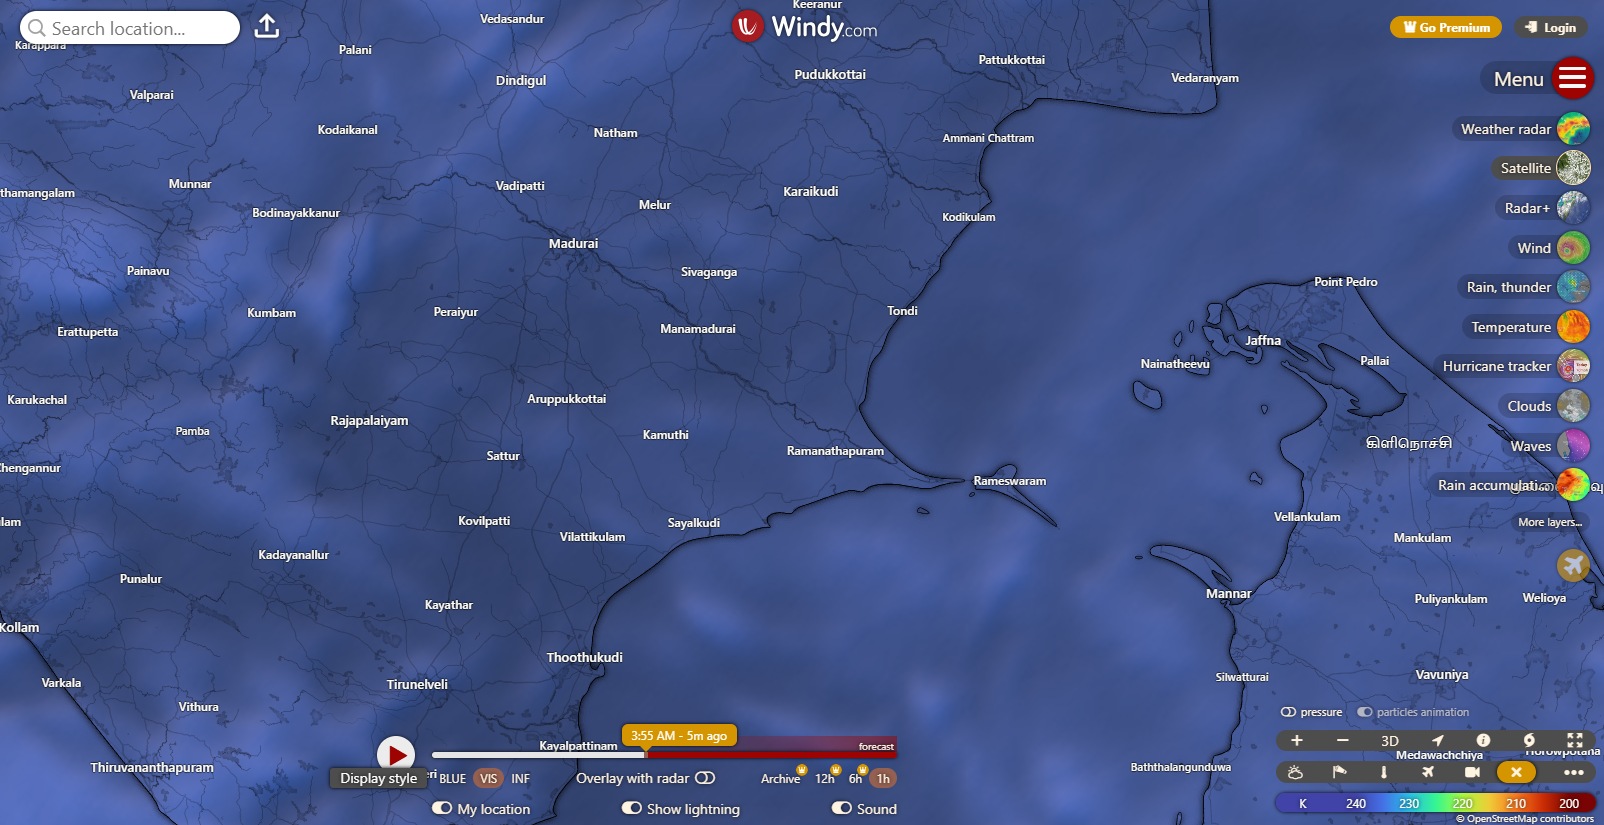 Search location...
Windy.com
Go Premium
Login
Menu
Weather radar
Satellite
Radar+
Wind
Rain, thunder
Temperature
Hurricane tracker
Clouds
Waves
Rain accumulati
More layers...
Keeranur
Vedasandur
Karappara
Palani
Pattukkottai
Dindigul
Pudukkottai
Vedaranyam
Valparai
Kodaikanal
Natham
Ammani Chattram
Munnar
Vadipatti
Karaikudi
thamangalam
Bodinayakkanur
Melur
Kodikulam
Madurai
Painavu
Sivaganga
Point Pedro
Kumbam
Peraiyur
Tondi
Erattupetta
Manamadurai
Jaffna
Nainatheevu
Pallai
Karukachal
Aruppukkottai
Rajapalaiyam
Pamba
Kamuthi
கிளிநொச்சி
Sattur
Ramanathapuram
Chengannur
Rameswaram
lam
Kovilpatti
Sayalkudi
Vellankulam
Vilattikulam
Mankulam
Kadayanallur
Punalur
Mannar
Puliyankulam
Welioya
Kayathar
Kollam
Thoothukudi
Varkala
Tirunelveli
Silwatturai
Vavuniya
Vithura
Kayalpattinam
Thiruvananthapuram
Baththalangunduwa
Medawachchiya
Horowpotana
3:55 AM - 5m ago
forecast
Display style
eri
BLUE
VIS
INF
Overlay with radar
Archive
12h
6h
1h
My location
Show lightning
Sound
pressure
particles animation
+
−
3D
K 240 230 220 210 200
© OpenStreetMap contributors